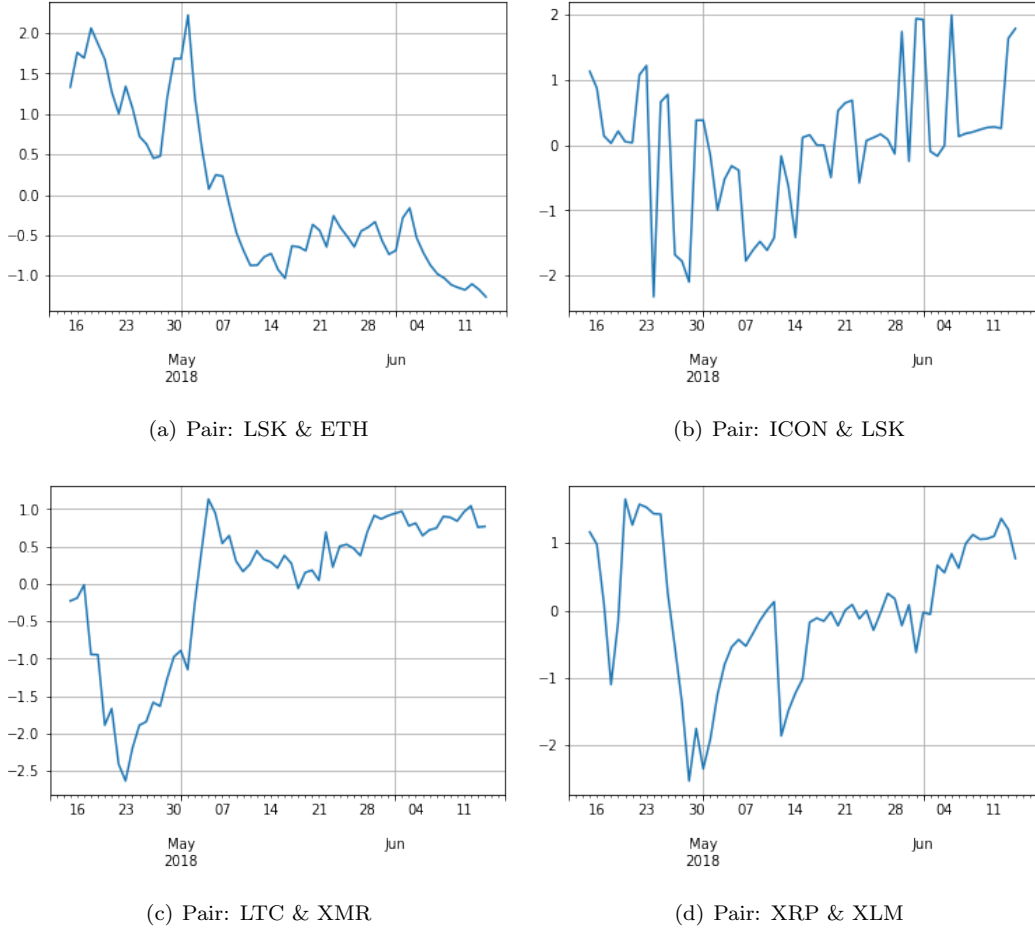 2.0
1.5
1.0
0.5
0.0
−0.5
−1.0
16 23 30 07 14 21 28 04 11
May Jun
2018
(a) Pair: LSK & ETH
2
1
0
−1
−2
16 23 30 07 14 21 28 04 11
May Jun
2018
(b) Pair: ICON & LSK
1.0
0.5
0.0
−0.5
−1.0
−1.5
−2.0
−2.5
16 23 30 07 14 21 28 04 11
May Jun
2018
(c) Pair: LTC & XMR
1
0
−1
−2
16 23 30 07 14 21 28 04 11
May Jun
2018
(d) Pair: XRP & XLM